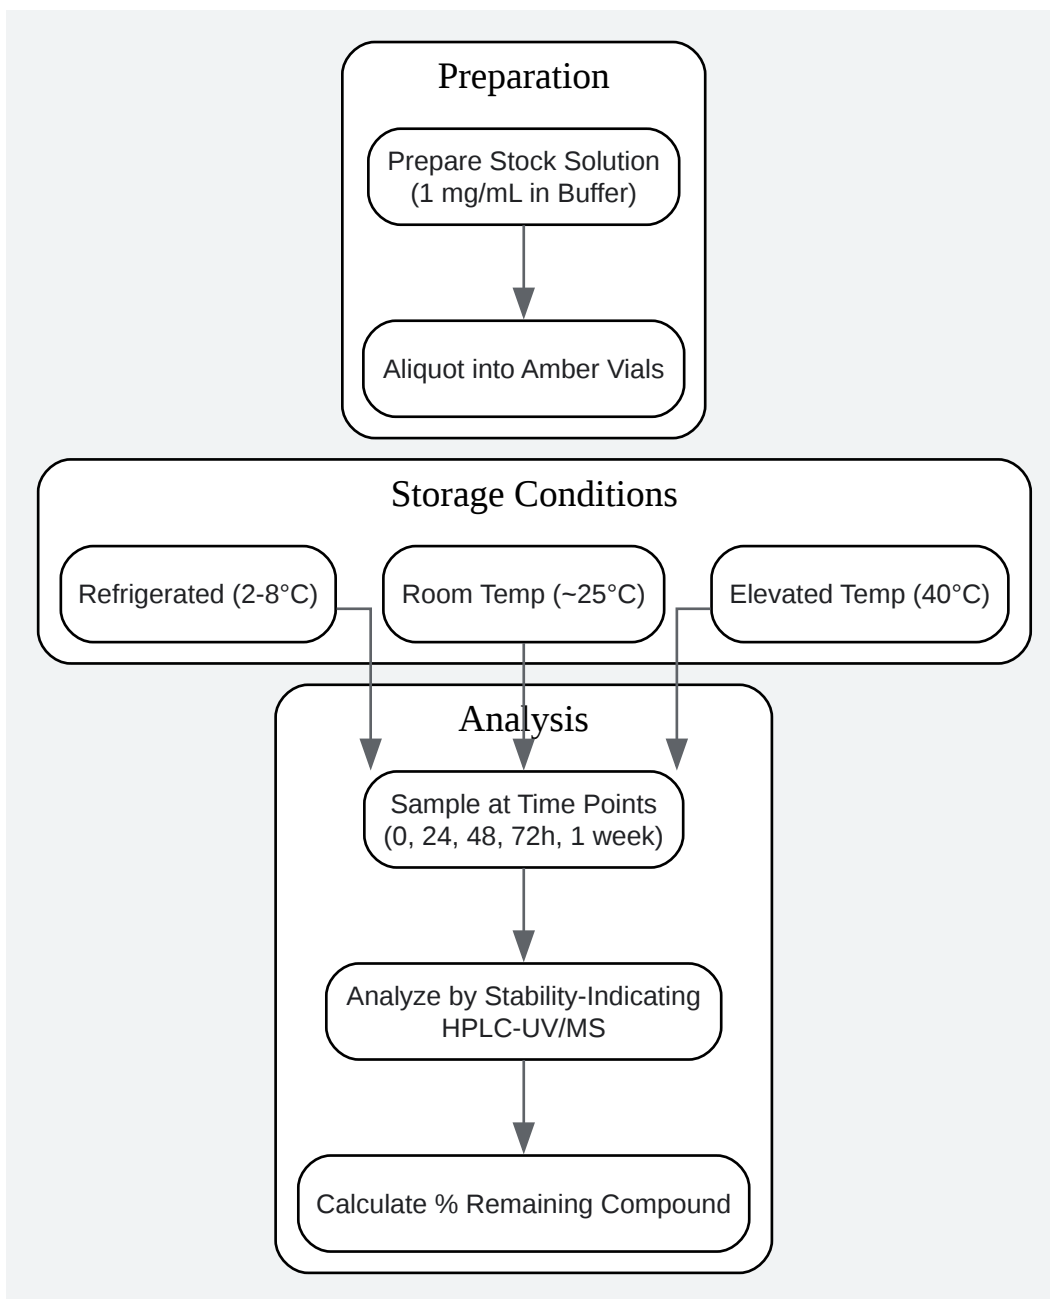 Preparation
Prepare Stock Solution
(1 mg/mL in Buffer)
Aliquot into Amber Vials
Storage Conditions
Refrigerated (2-8°C)
Room Temp (~25°C)
Elevated Temp (40°C)
Analysis
Sample at Time Points
(0, 24, 48, 72h, 1 week)
Analyze by Stability-Indicating
HPLC-UV/MS
Calculate % Remaining Compound